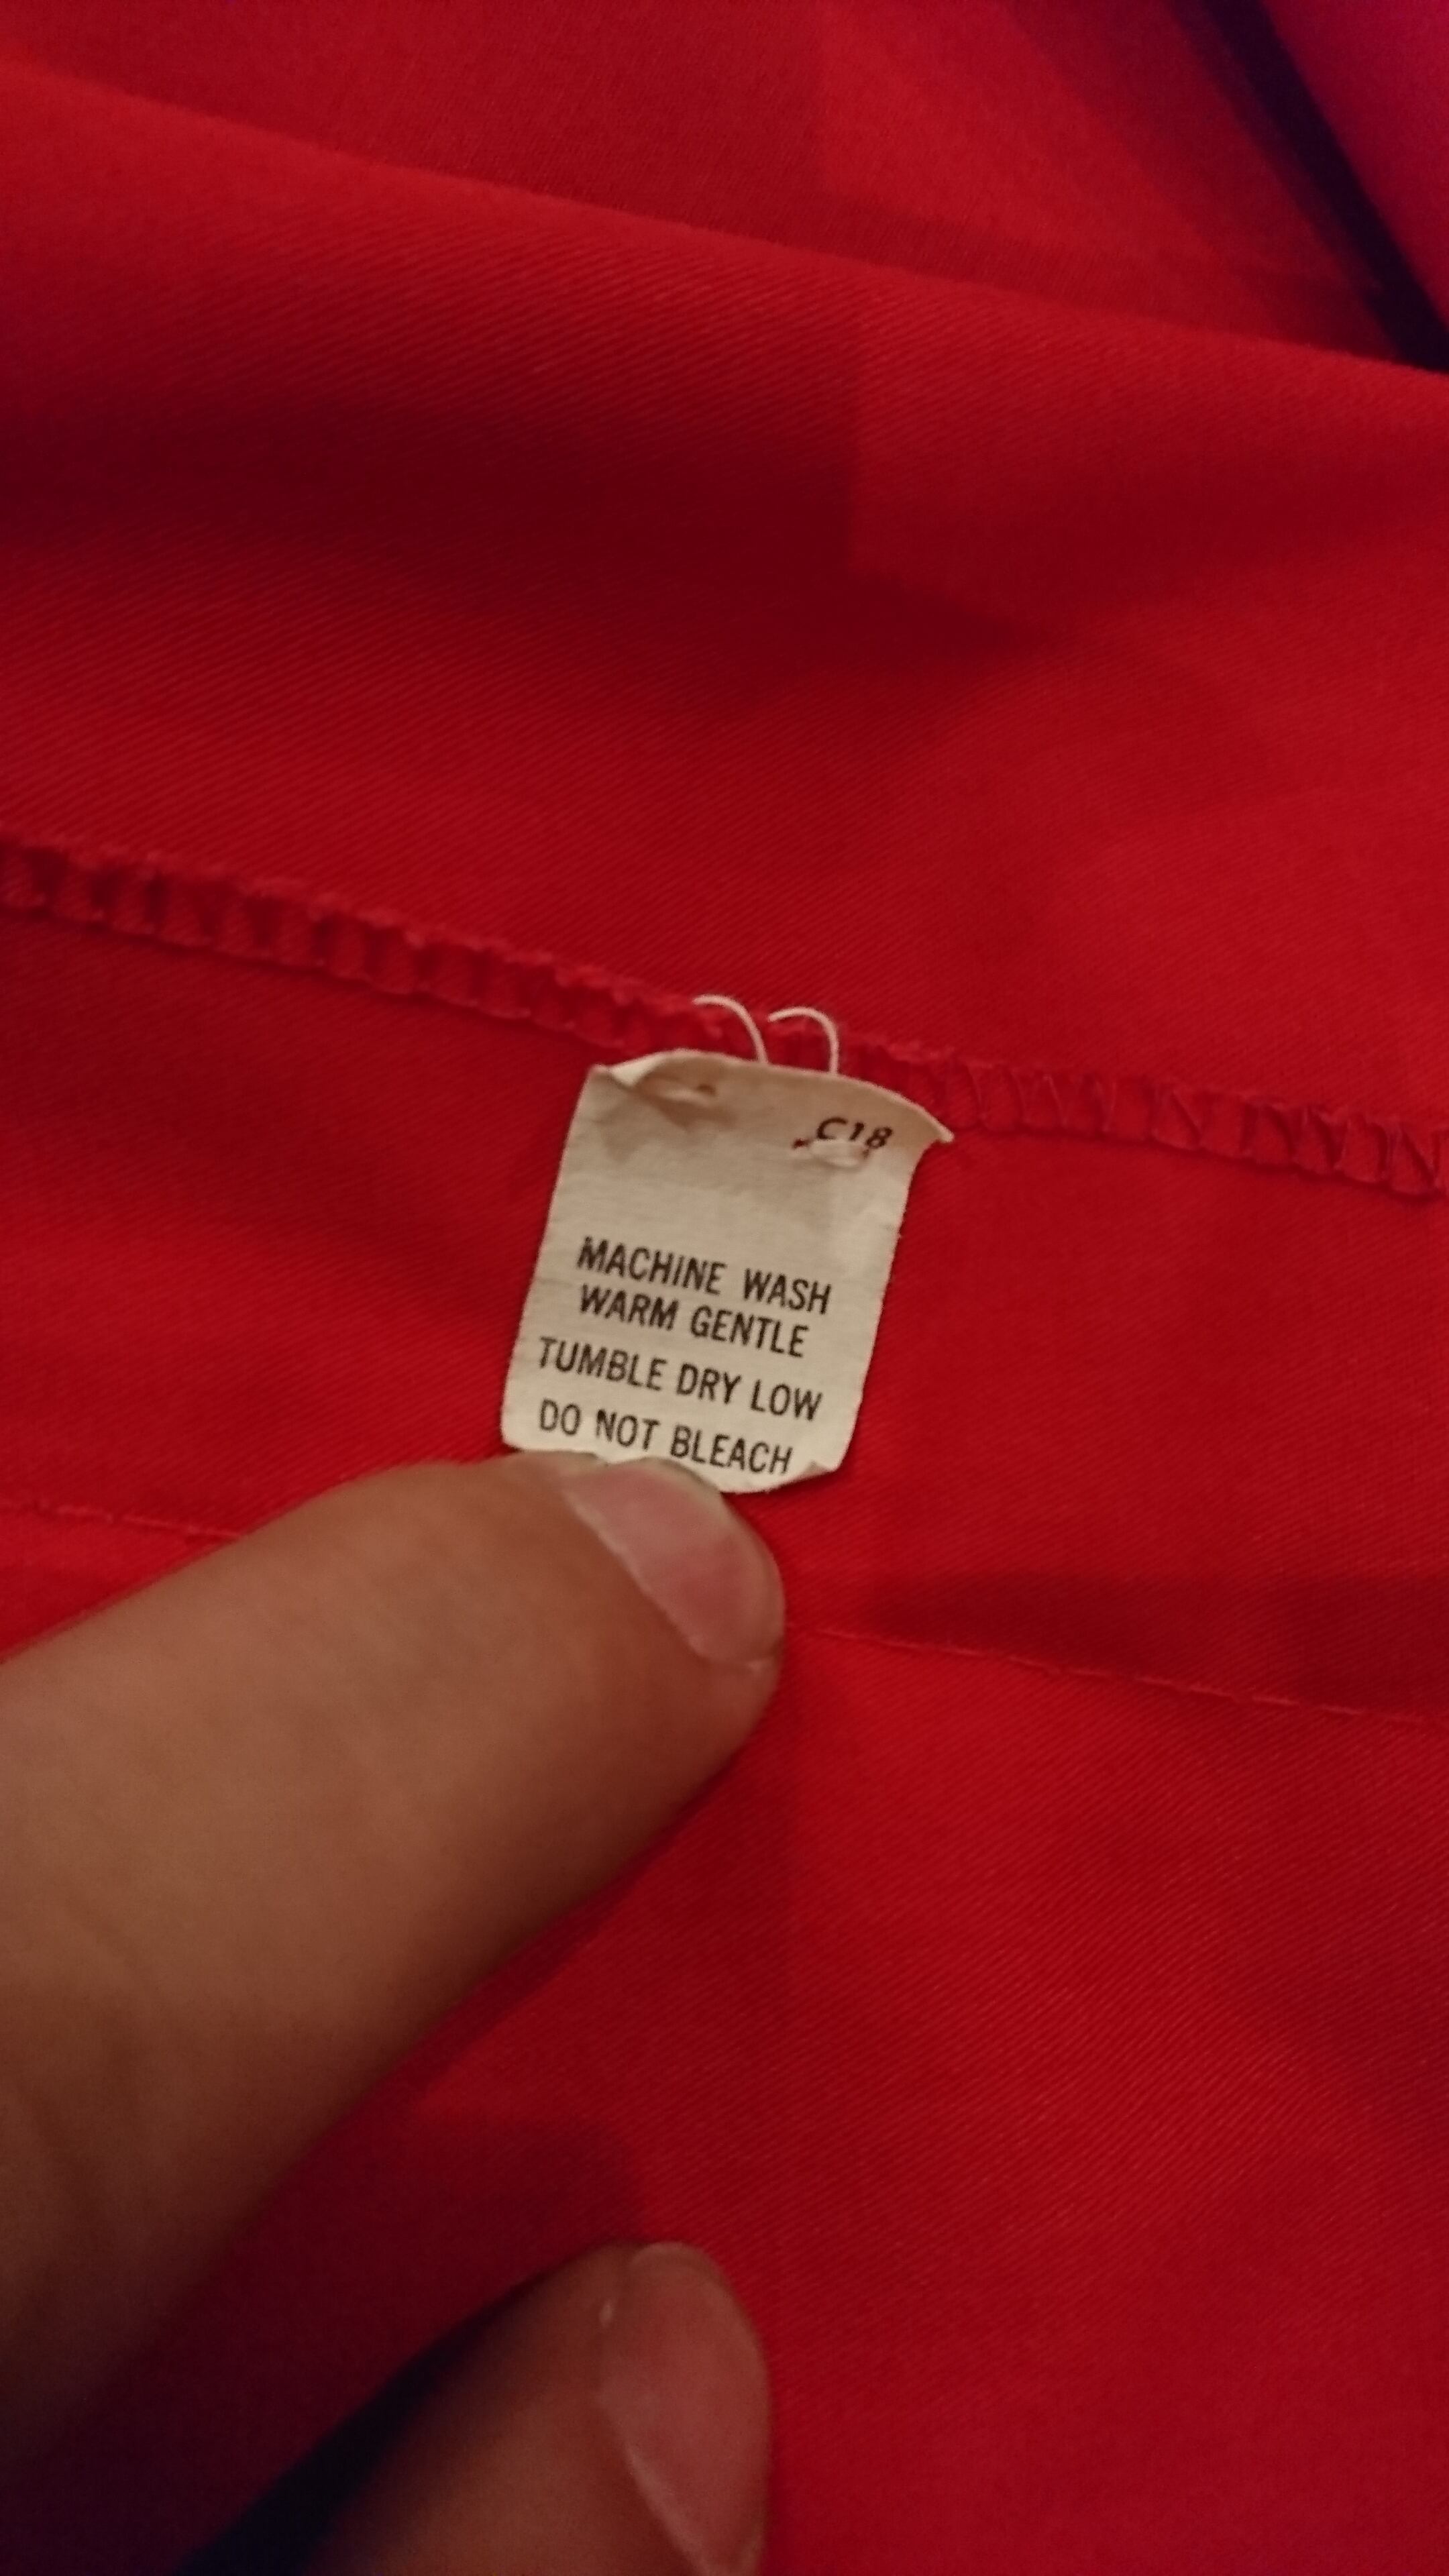 C18
MACHINE WASH
WARM GENTLE
TUMBLE DRY LOW
DO NOT BLEACH